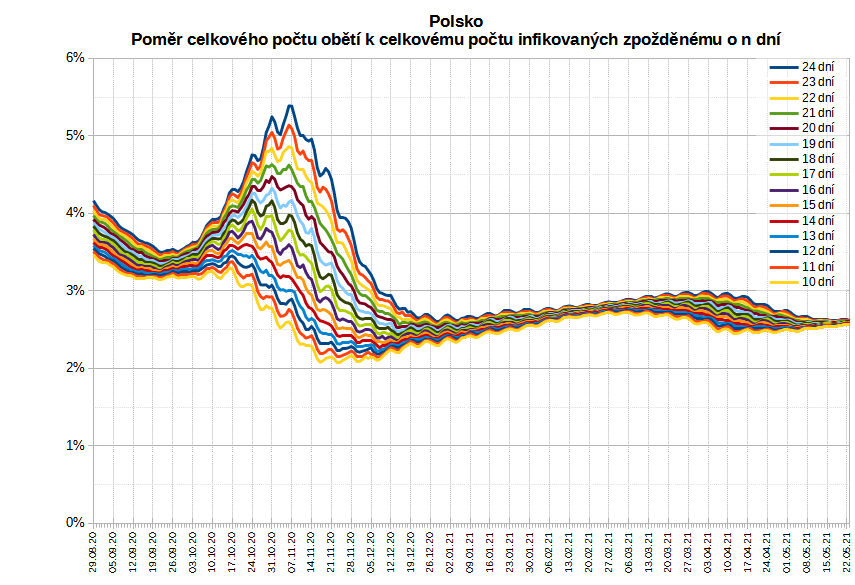 Polsko
Poměr celkového počtu obětí k celkovému počtu infikovaných zpožděnému o n dní
6%
5%
4%
3%
2%
1%
0%
24 dní
23 dní
22 dní
21 dní
20 dní
19 dní
18 dní
17 dní
16 dní
15 dní
14 dní
13 dní
12 dní
11 dní
10 dní
29.08.20
05.09.20
12.09.20
19.09.20
26.09.20
03.10.20
10.10.20
17.10.20
24.10.20
31.10.20
07.11.20
14.11.20
21.11.20
28.11.20
05.12.20
12.12.20
19.12.20
26.12.20
02.01.21
09.01.21
16.01.21
23.01.21
30.01.21
06.02.21
13.02.21
20.02.21
27.02.21
06.03.21
13.03.21
20.03.21
27.03.21
03.04.21
10.04.21
17.04.21
24.04.21
01.05.21
08.05.21
15.05.21
22.05.21